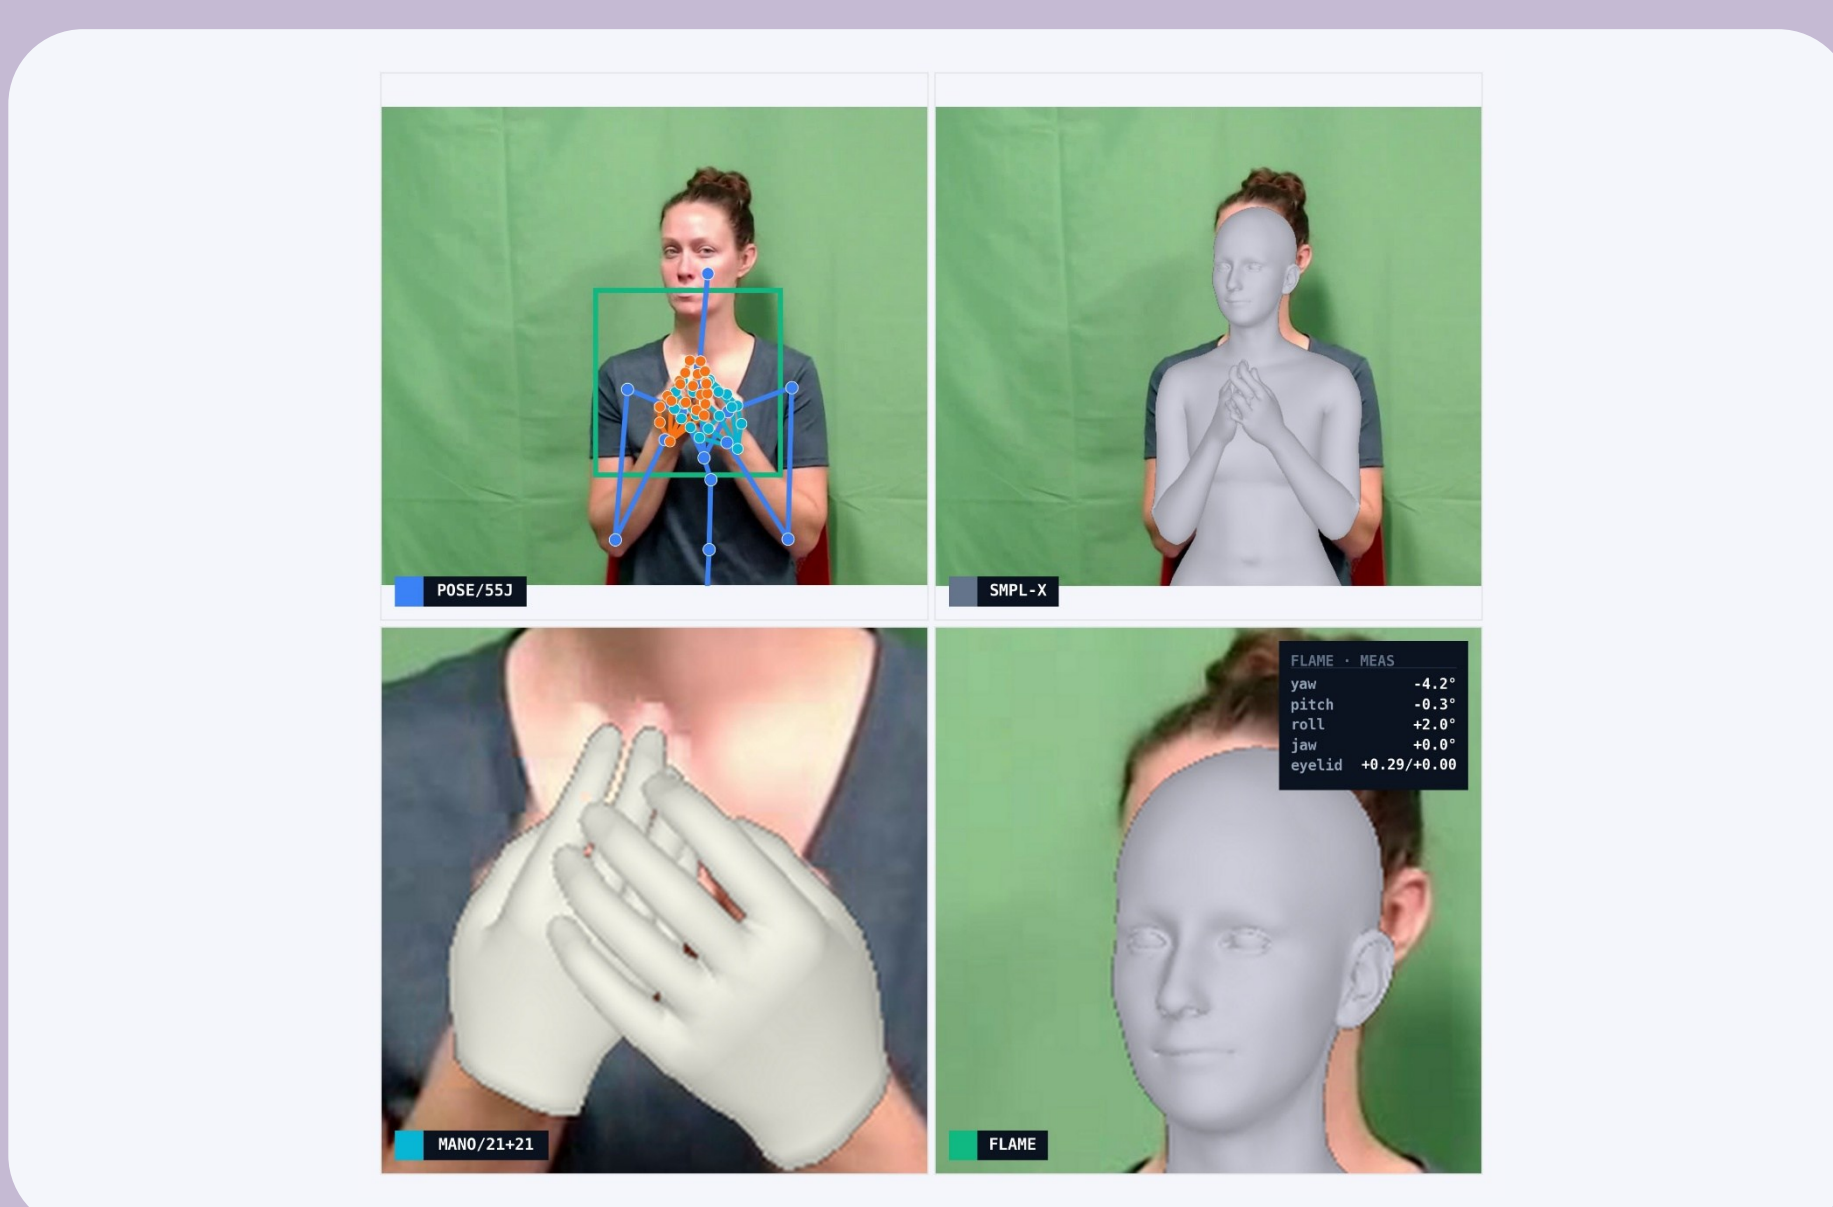 POSE/55J
SMPL-X
FLAME · MEAS
yaw -4.2°
pitch -0.3°
roll +2.0°
jaw +0.0°
eyelid +0.29/+0.00
MANO/21+21
FLAME